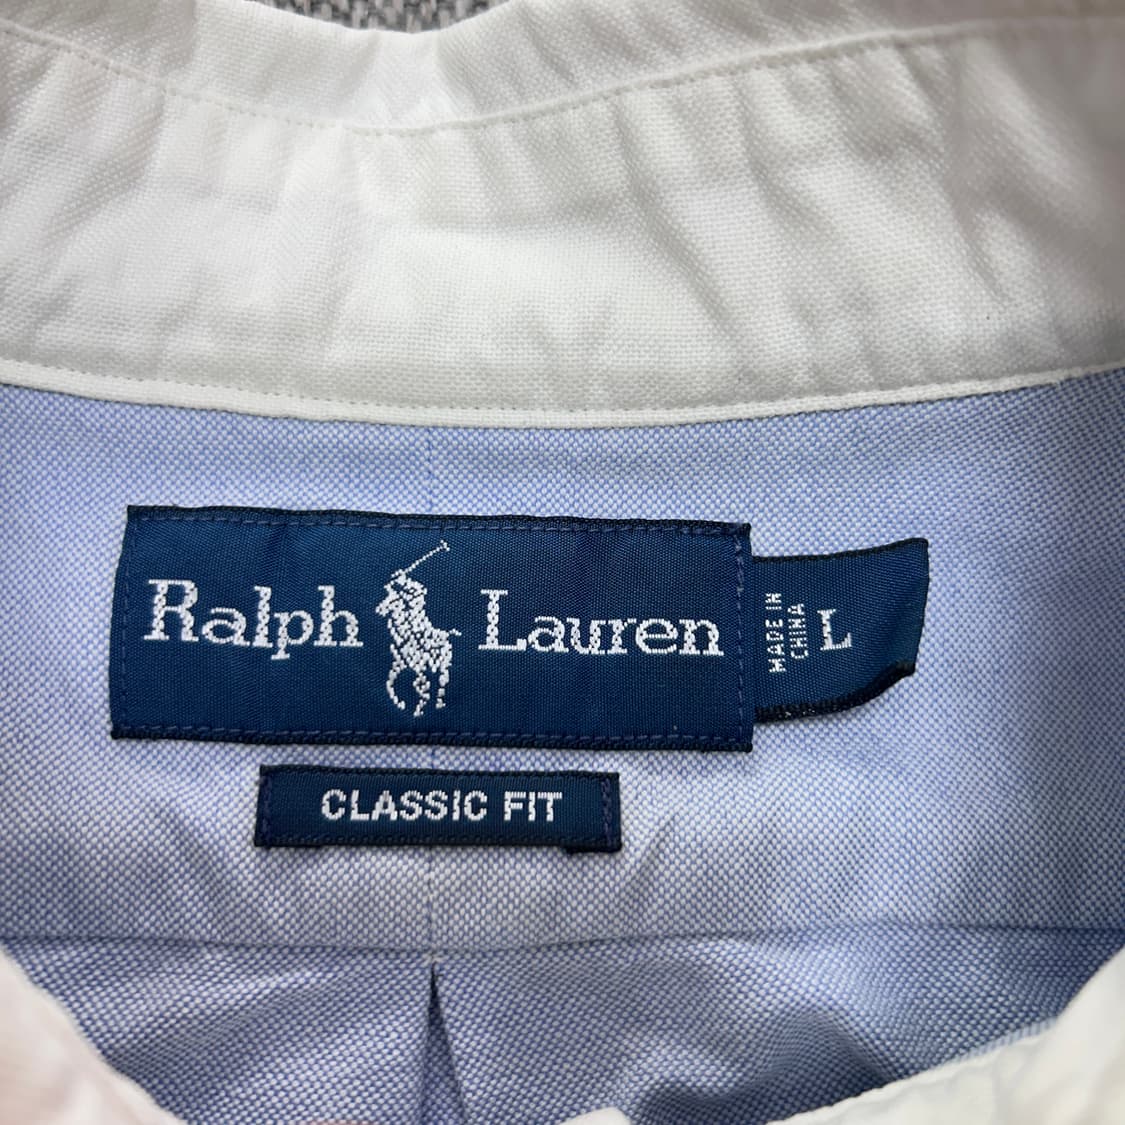 Ralph Lauren
MADE IN
CHINA
L
CLASSIC FIT